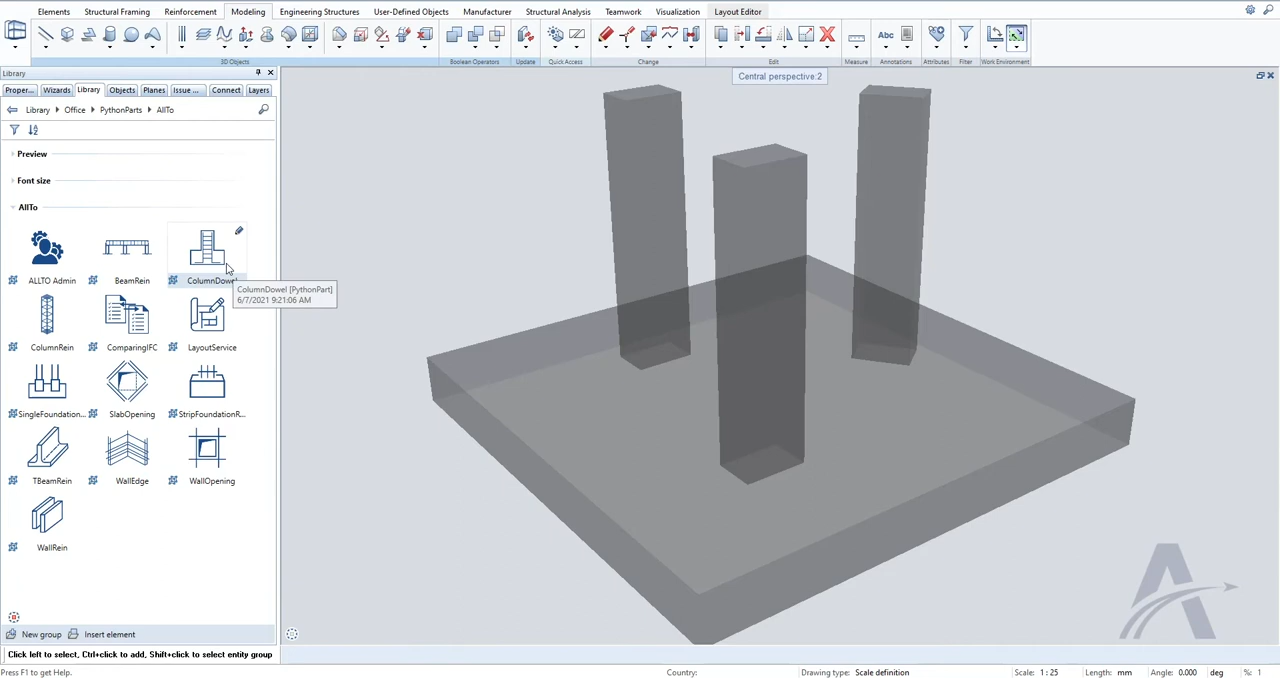 Elements Structural Framing Reinforcement Modeling Engineering Structures User-Defined Objects Manufacturer Structural Analysis Teamwork Visualization Layout Editor
Abc
3D Objects Boolean Operators Update Quick Access Change Edit Measure Annotations Attributes Filter Work Environment
Library
Proper... Wizards Library Objects Planes Issue ... Connect Layers
Library Office PythonParts AllTo
Preview
Font size
AllTo
ALLTO Admin BeamRein ColumnDowel
ColumnDowel [PythonPart]
6/7/2021 9:21:06 AM
ColumnRein ComparingIFC LayoutService
SingleFoundation... SlabOpening StripFoundationR...
TBeamRein WallEdge WallOpening
WallRein
New group Insert element
Click left to select, Ctrl+click to add, Shift+click to select entity group
Central perspective:2
Press F1 to get Help. Country: Drawing type: Scale definition Scale: 1 : 25 Length: mm Angle: 0.000 deg %: 1